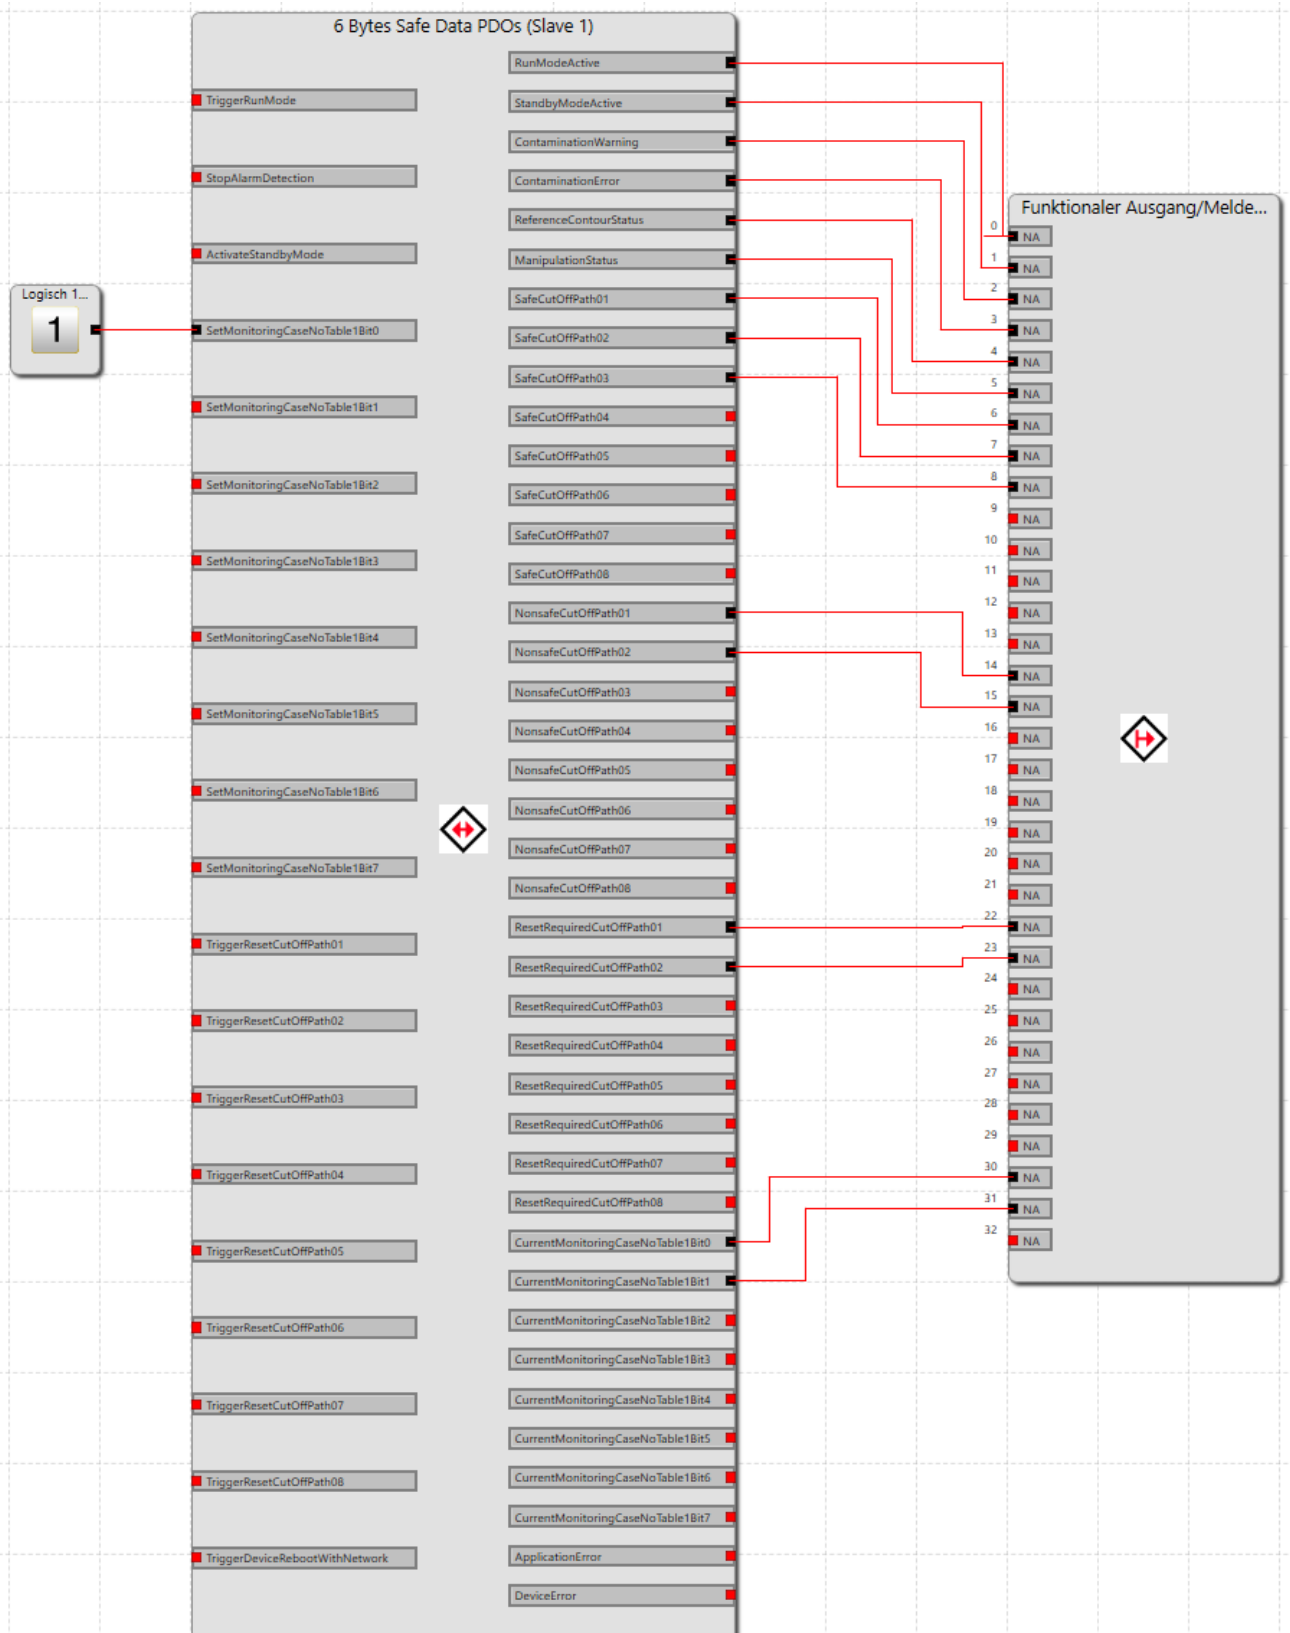 6 Bytes Safe Data PDOs (Slave 1)
Logisch 1...
1
TriggerRunMode
StopAlarmDetection
ActivateStandbyMode
SetMonitoringCaseNoTable1Bit0
SetMonitoringCaseNoTable1Bit1
SetMonitoringCaseNoTable1Bit2
SetMonitoringCaseNoTable1Bit3
SetMonitoringCaseNoTable1Bit4
SetMonitoringCaseNoTable1Bit5
SetMonitoringCaseNoTable1Bit6
SetMonitoringCaseNoTable1Bit7
TriggerResetCutOffPath01
TriggerResetCutOffPath02
TriggerResetCutOffPath03
TriggerResetCutOffPath04
TriggerResetCutOffPath05
TriggerResetCutOffPath06
TriggerResetCutOffPath07
TriggerResetCutOffPath08
TriggerDeviceRebootWithNetwork
RunModeActive
StandbyModeActive
ContaminationWarning
ContaminationError
ReferenceContourStatus
ManipulationStatus
SafeCutOffPath01
SafeCutOffPath02
SafeCutOffPath03
SafeCutOffPath04
SafeCutOffPath05
SafeCutOffPath06
SafeCutOffPath07
SafeCutOffPath08
NonsafeCutOffPath01
NonsafeCutOffPath02
NonsafeCutOffPath03
NonsafeCutOffPath04
NonsafeCutOffPath05
NonsafeCutOffPath06
NonsafeCutOffPath07
NonsafeCutOffPath08
ResetRequiredCutOffPath01
ResetRequiredCutOffPath02
ResetRequiredCutOffPath03
ResetRequiredCutOffPath04
ResetRequiredCutOffPath05
ResetRequiredCutOffPath06
ResetRequiredCutOffPath07
ResetRequiredCutOffPath08
CurrentMonitoringCaseNoTable1Bit0
CurrentMonitoringCaseNoTable1Bit1
CurrentMonitoringCaseNoTable1Bit2
CurrentMonitoringCaseNoTable1Bit3
CurrentMonitoringCaseNoTable1Bit4
CurrentMonitoringCaseNoTable1Bit5
CurrentMonitoringCaseNoTable1Bit6
CurrentMonitoringCaseNoTable1Bit7
ApplicationError
DeviceError
Funktionaler Ausgang/Melde...
0 NA
1 NA
2 NA
3 NA
4 NA
5 NA
6 NA
7 NA
8 NA
9 NA
10 NA
11 NA
12 NA
13 NA
14 NA
15 NA
16 NA
17 NA
18 NA
19 NA
20 NA
21 NA
22 NA
23 NA
24 NA
25 NA
26 NA
27 NA
28 NA
29 NA
30 NA
31 NA
32 NA